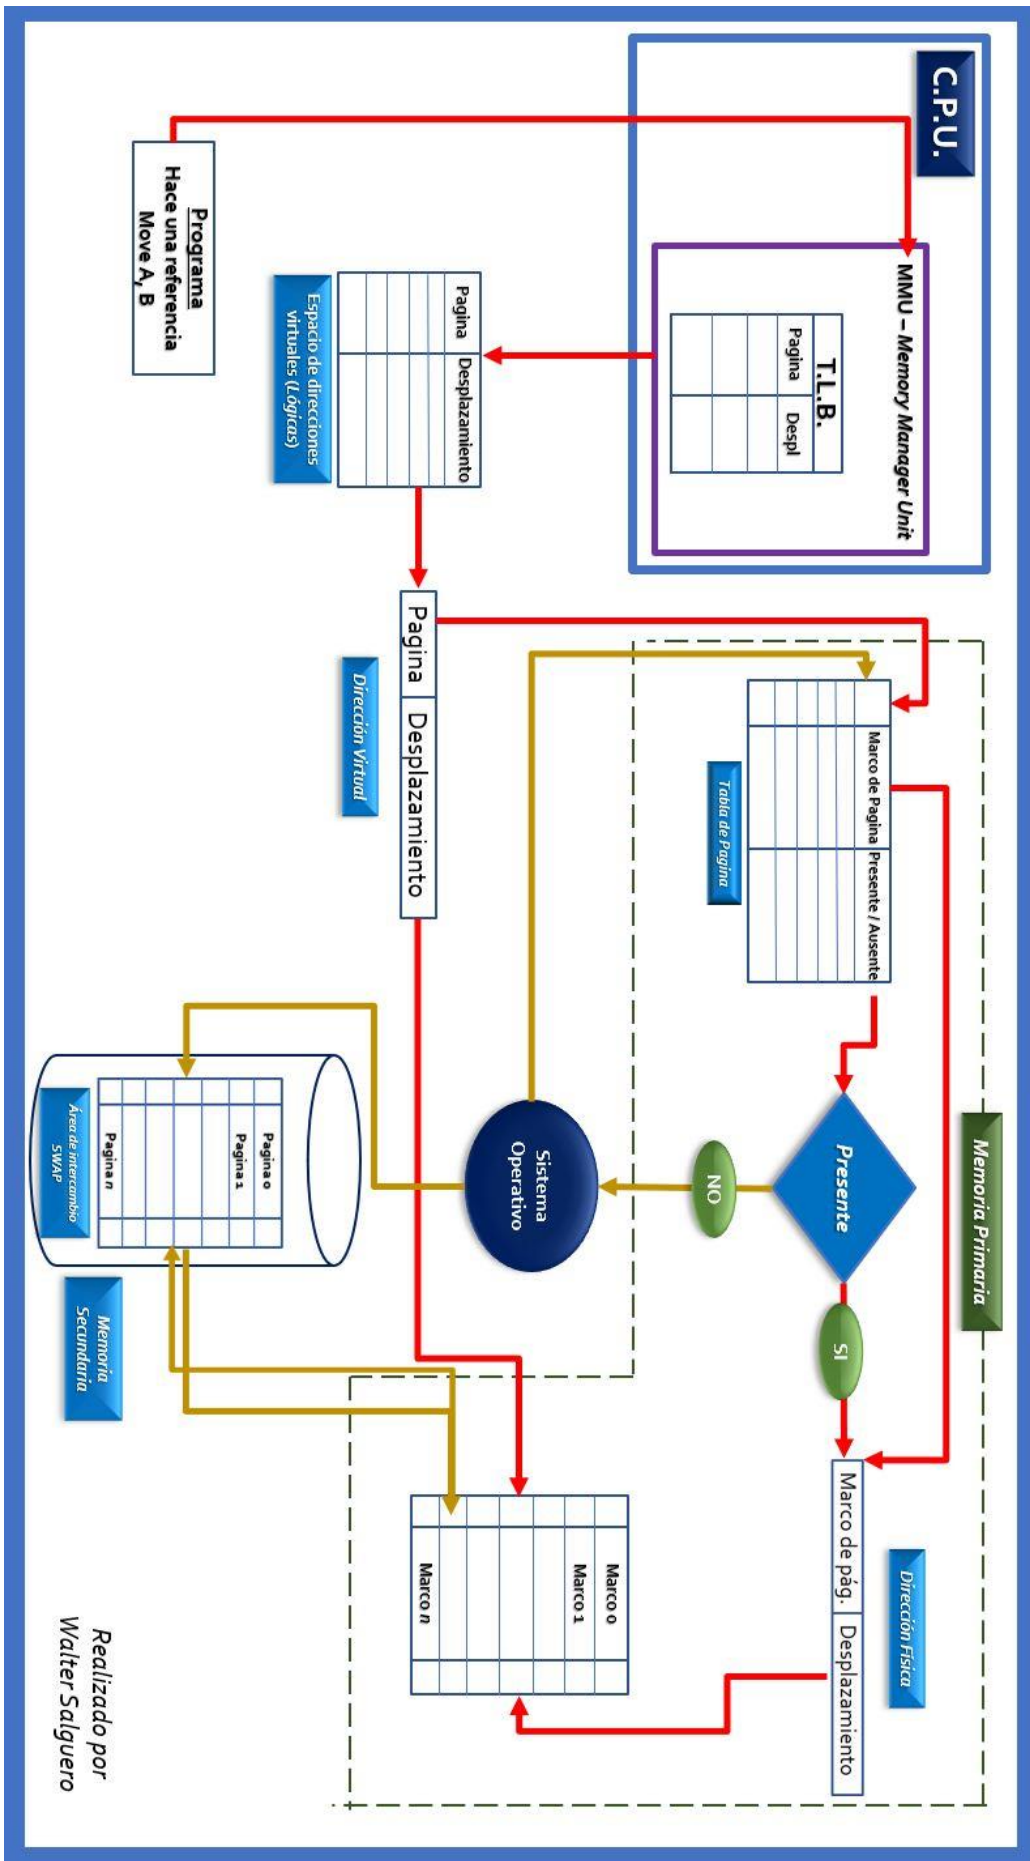 C.P.U.
MMU – Memory Manager Unit
T.L.B.
Pagina Despl
Programa
Hace una referencia
Move A, B
Pagina Desplazamiento
Espacio de direcciones
virtuales (Lógicas)
Pagina Desplazamiento
Dirección Virtual
Memoria Primaria
Marco de Pagina Presente / Ausente
Tabla de Pagina
Presente
NO
SI
Sistema
Operativo
Marco de pág. Desplazamiento
Dirección Física
Marco 0
Marco 1
Marco n
Pagina 0
Pagina 1
Pagina n
Área de intercambio
SWAP
Memoria
Secundaria
Realizado por
Walter Salguero